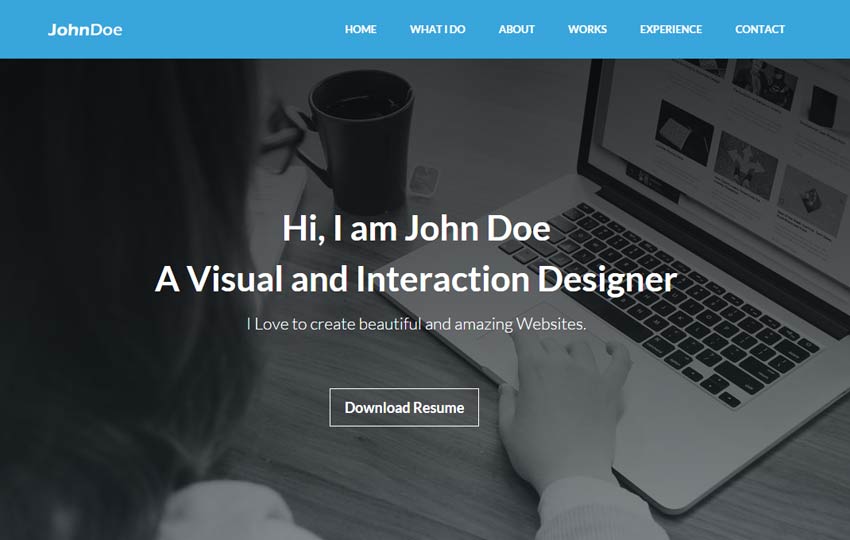 JohnDoe
HOME WHAT I DO ABOUT WORKS EXPERIENCE CONTACT
Hi, I am John Doe
A Visual and Interaction Designer
I Love to create beautiful and amazing Websites.
Download Resume